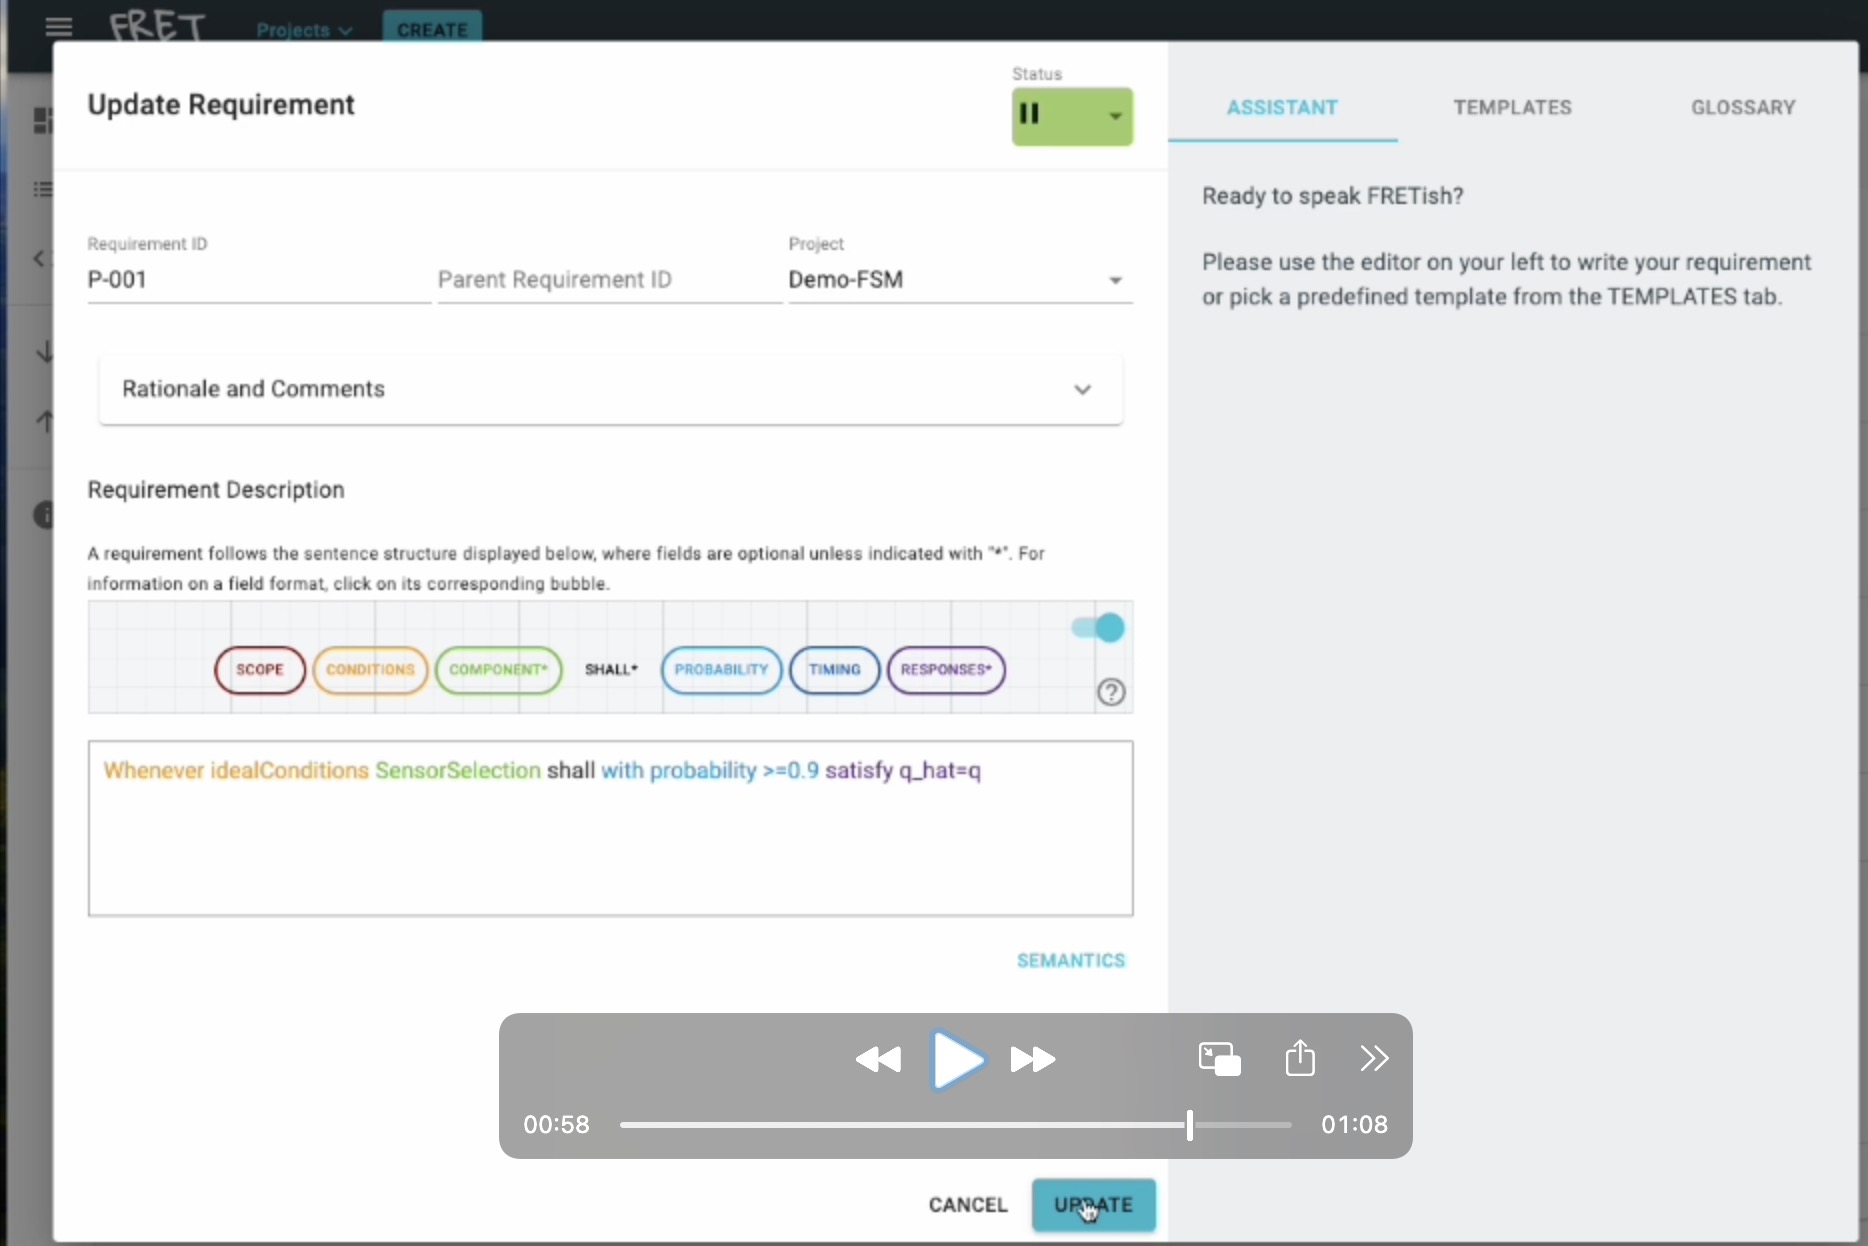 FRET
Projects
CREATE
Update Requirement
Status
ASSISTANT
TEMPLATES
GLOSSARY
Ready to speak FRETish?
Please use the editor on your left to write your requirement
or pick a predefined template from the TEMPLATES tab.
Requirement ID
P-001
Parent Requirement ID
Project
Demo-FSM
Rationale and Comments
Requirement Description
A requirement follows the sentence structure displayed below, where fields are optional unless indicated with "*". For
information on a field format, click on its corresponding bubble.
SCOPE CONDITIONS COMPONENT* SHALL* PROBABILITY TIMING RESPONSES*
?
Whenever idealConditions SensorSelection shall with probability >=0.9 satisfy q_hat=q
SEMANTICS
00:58
01:08
CANCEL
UPDATE